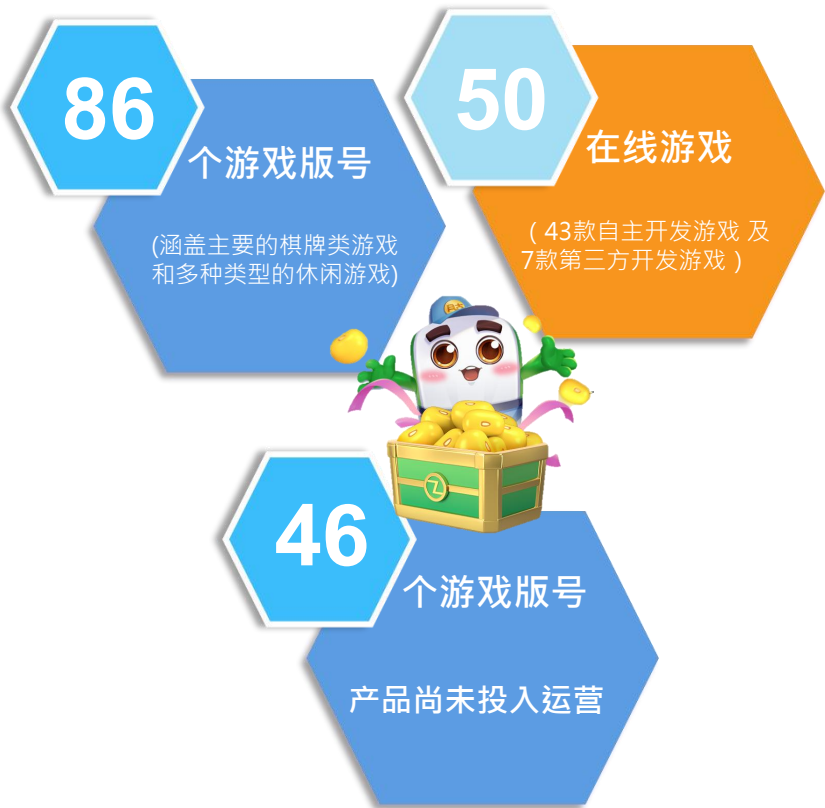 86
个游戏版号
(涵盖主要的棋牌类游戏
和多种类型的休闲游戏)
50
在线游戏
（43款自主开发游戏 及
7款第三方开发游戏）
46
个游戏版号
产品尚未投入运营